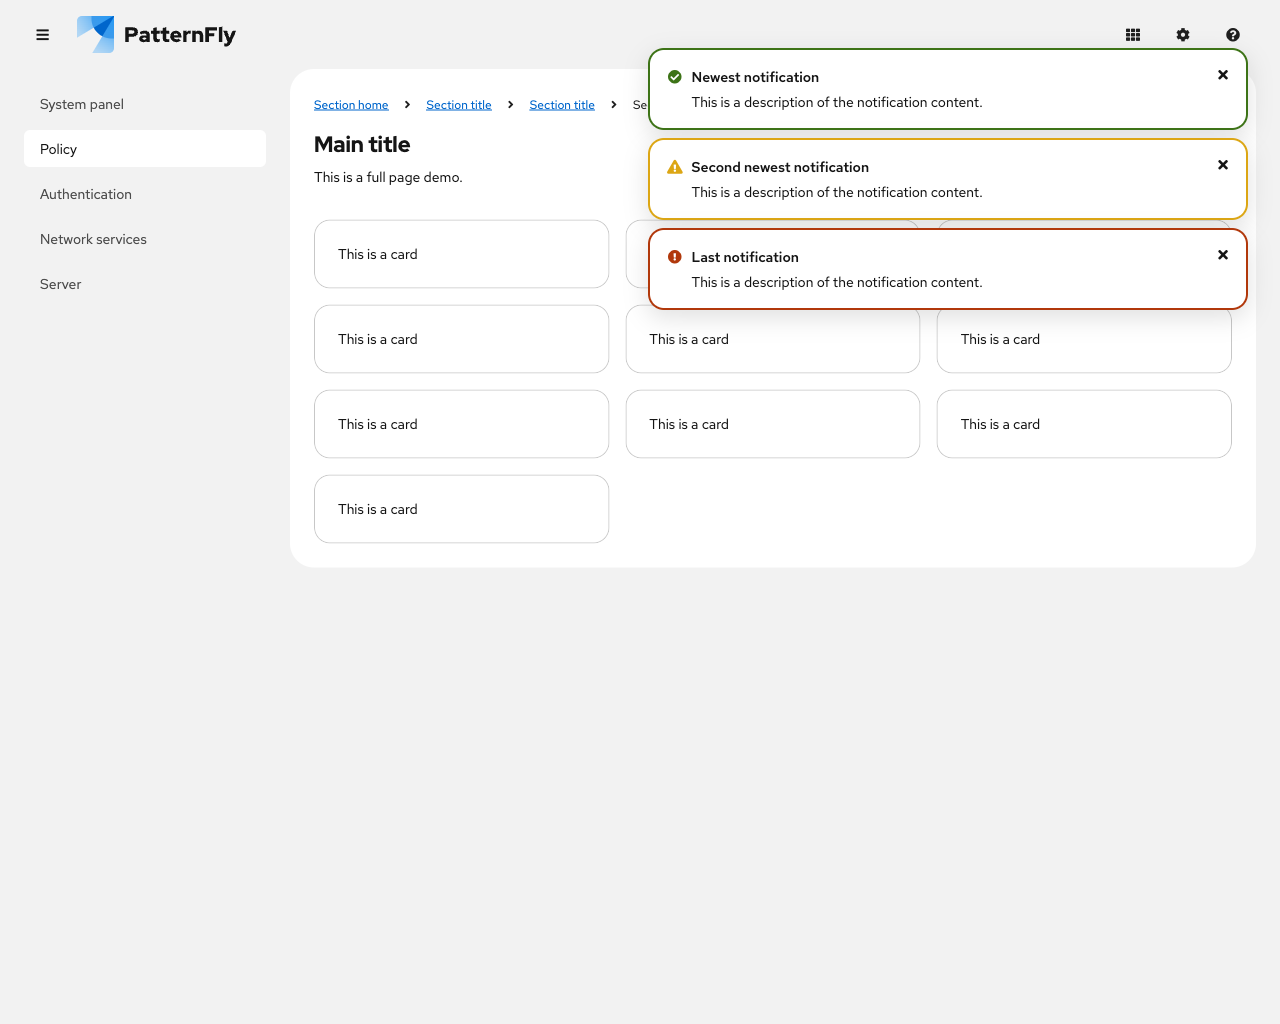 PatternFly
System panel
Policy
Authentication
Network services
Server
Section home
Section title
Section title
Main title
This is a full page demo.
Newest notification
This is a description of the notification content.
Second newest notification
This is a description of the notification content.
Last notification
This is a description of the notification content.
This is a card
This is a card
This is a card
This is a card
This is a card
This is a card
This is a card
This is a card